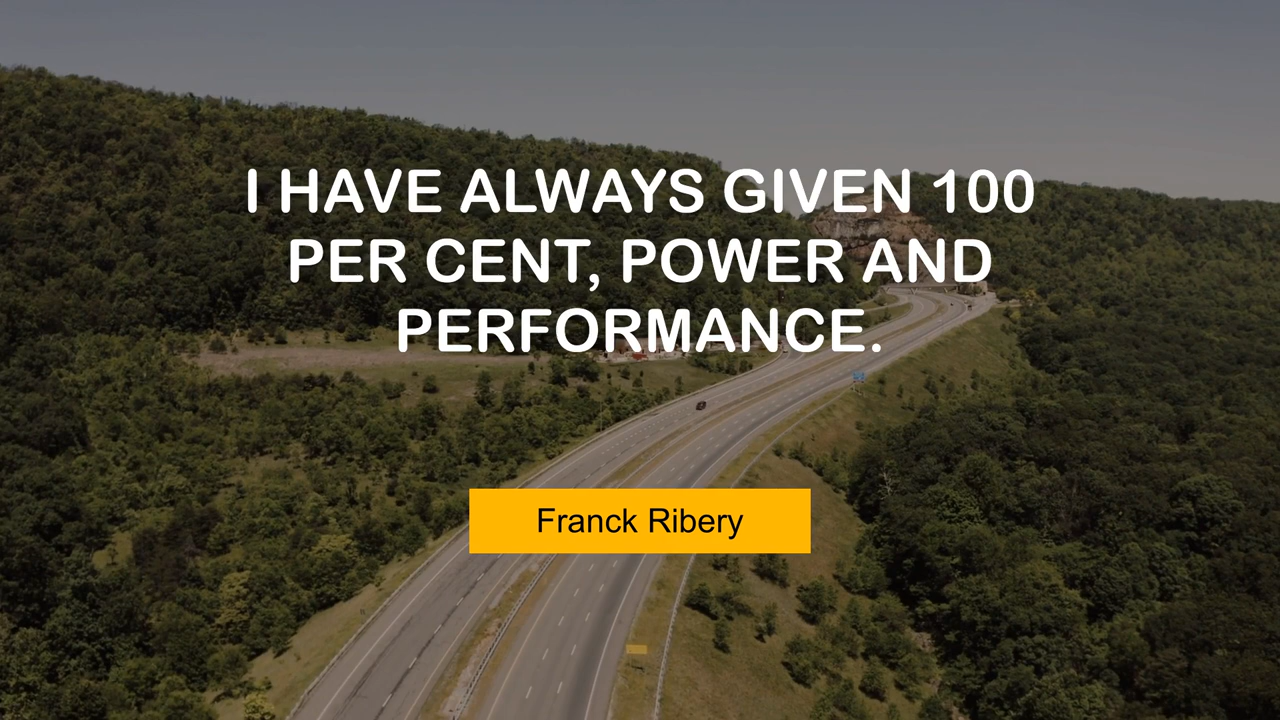 I HAVE ALWAYS GIVEN 100
PER CENT, POWER AND
PERFORMANCE.
Franck Ribery